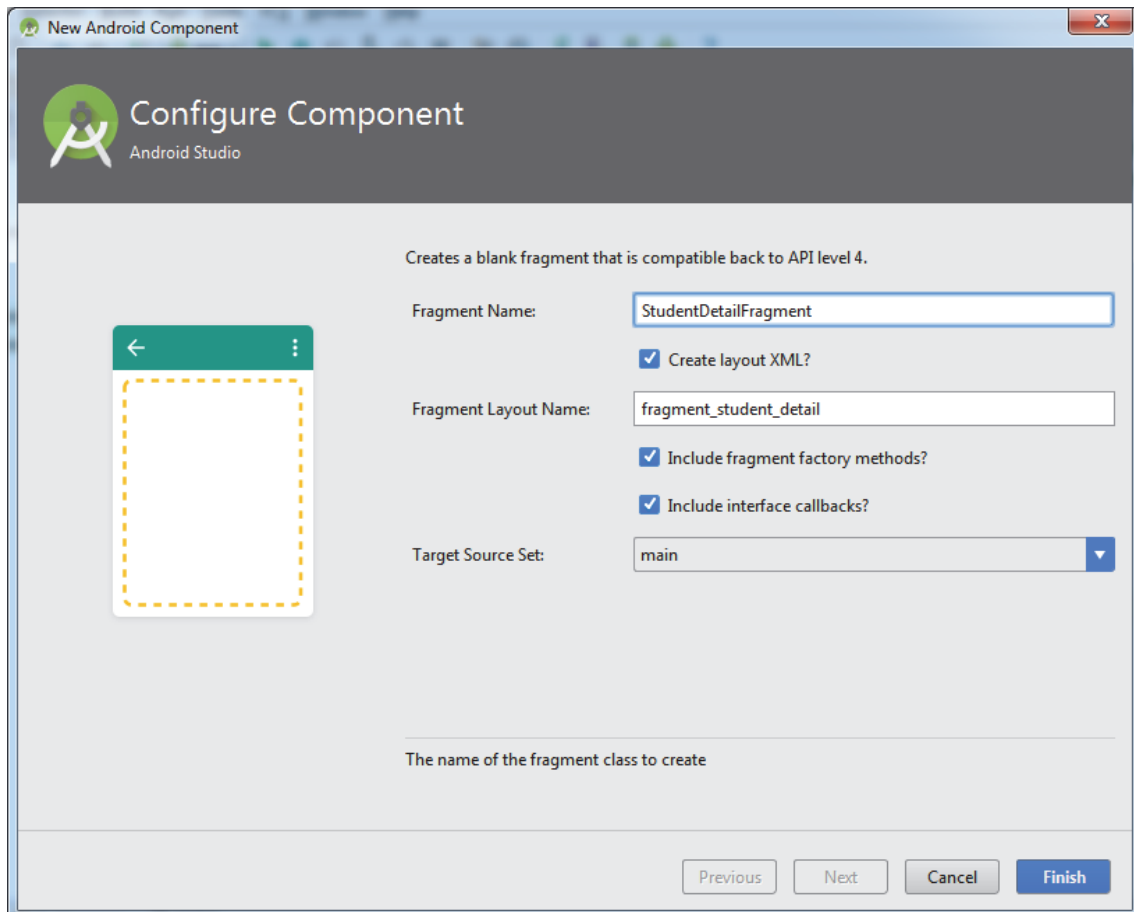 New Android Component
Configure Component
Android Studio
Creates a blank fragment that is compatible back to API level 4.
Fragment Name:
StudentDetailFragment
Create layout XML?
Fragment Layout Name:
fragment_student_detail
Include fragment factory methods?
Include interface callbacks?
Target Source Set:
main
The name of the fragment class to create
Previous
Next
Cancel
Finish